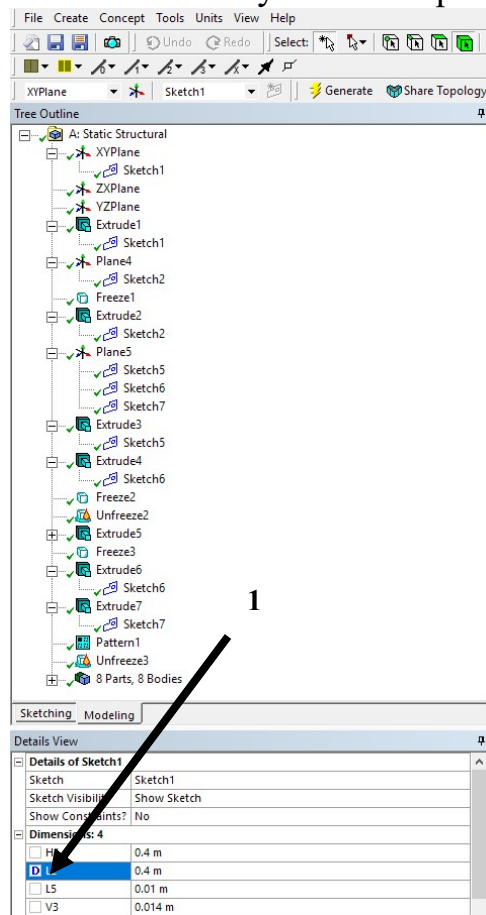 File Create Concept Tools Units View Help
Undo Redo Select:
XYPlane Sketch1 Generate Share Topology
Tree Outline
A: Static Structural
XYPlane
Sketch1
ZXPlane
YZPlane
Extrude1
Sketch1
Plane4
Sketch2
Freeze1
Extrude2
Sketch2
Plane5
Sketch5
Sketch6
Sketch7
Extrude3
Sketch5
Extrude4
Sketch6
Freeze2
Unfreeze2
Extrude5
Freeze3
Extrude6
Sketch6
1
Extrude7
Sketch7
Pattern1
Unfreeze3
8 Parts, 8 Bodies
Sketching Modeling
Details View
Details of Sketch1
Sketch Sketch1
Sketch Visibility Show Sketch
Show Constraints? No
Dimensions: 4
0.4 m
D 0.4 m
L5 0.01 m
V3 0.014 m